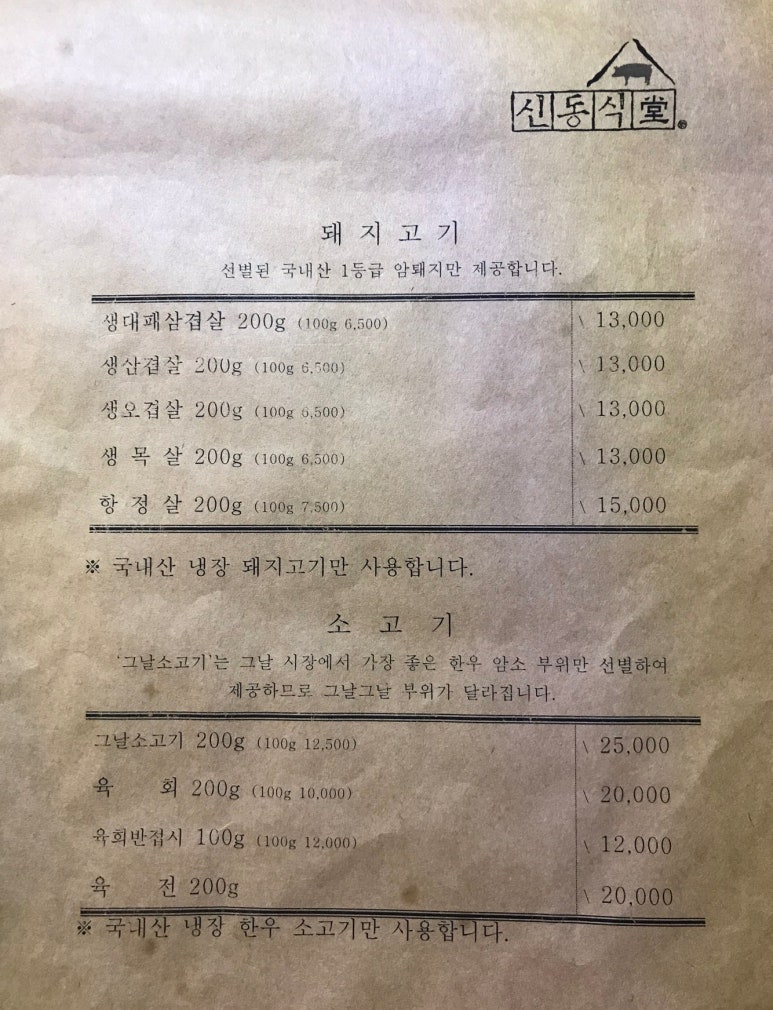 신동식堂
돼지고기
선별된 국내산 1등급 암퇘지만 제공합니다.
생대패삼겹살 200g (100g 6,500) \ 13,000
생삼겹살 200g (100g 6,500) \ 13,000
생오겹살 200g (100g 6,500) \ 13,000
생 목 살 200g (100g 6,500) \ 13,000
항 정 살 200g (100g 7,500) \ 15,000
※ 국내산 냉장 돼지고기만 사용합니다.
소고기
'그날소고기'는 그날 시장에서 가장 좋은 한우 암소 부위만 선별하여
제공하므로 그날그날 부위가 달라집니다.
그날소고기 200g (100g 12,500) \ 25,000
육 회 200g (100g 10,000) \ 20,000
육회반접시 100g (100g 12,000) \ 12,000
육 전 200g \ 20,000
※ 국내산 냉장 한우 소고기만 사용합니다.